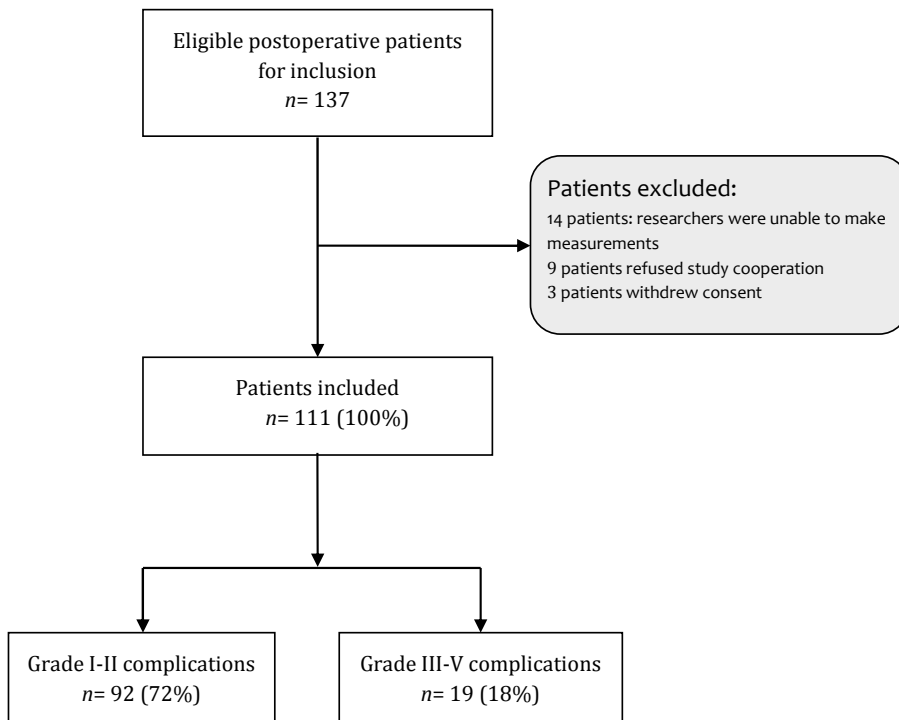 Eligible postoperative patients
for inclusion
n= 137
Patients excluded:
14 patients: researchers were unable to make
measurements
9 patients refused study cooperation
3 patients withdrew consent
Patients included
n= 111 (100%)
Grade I-II complications
n= 92 (72%)
Grade III-V complications
n= 19 (18%)